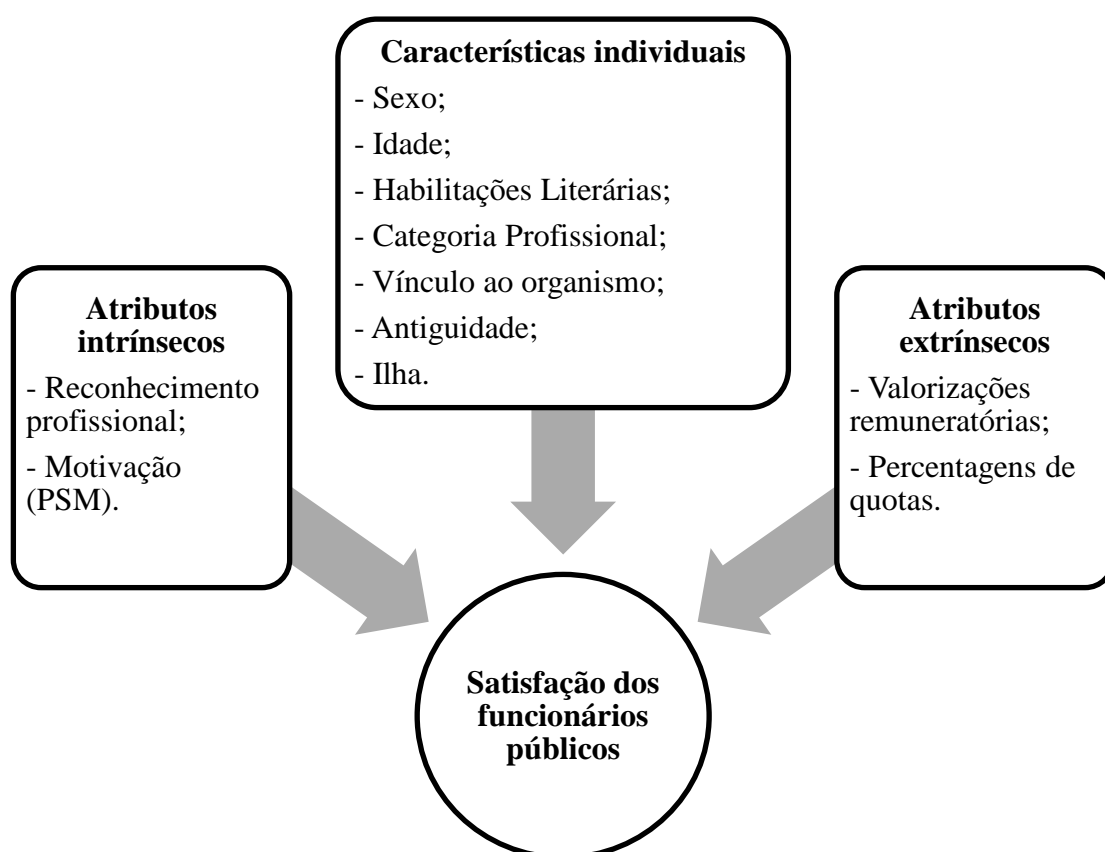 Características individuais
- Sexo;
- Idade;
- Habilitações Literárias;
- Categoria Profissional;
- Vínculo ao organismo;
- Antiguidade;
- Ilha.
Atributos
intrínsecos
- Reconhecimento
profissional;
- Motivação
(PSM).
Atributos
extrínsecos
- Valorizações
remuneratórias;
- Percentagens de
quotas.
Satisfação dos
funcionários
públicos